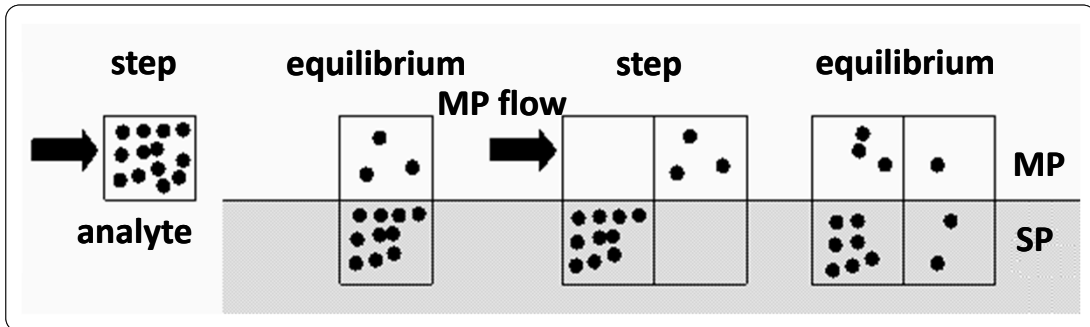 step
equilibrium
step
equilibrium
MP flow
MP
analyte
SP